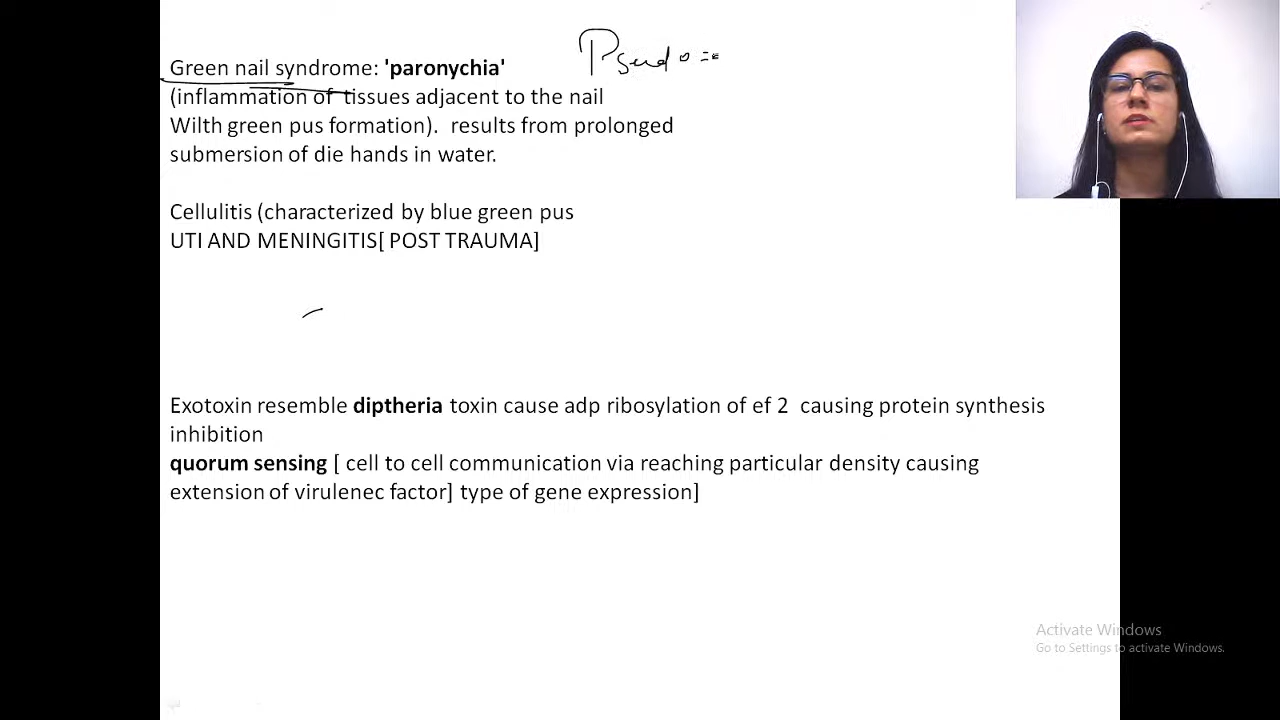 Green nail syndrome: 'paronychia'
(inflammation of tissues adjacent to the nail
Wilth green pus formation).  results from prolonged
submersion of die hands in water.
Cellulitis (characterized by blue green pus
UTI AND MENINGITIS[ POST TRAUMA]
Exotoxin resemble diptheria toxin cause adp ribosylation of ef 2  causing protein synthesis
inhibition
quorum sensing [ cell to cell communication via reaching particular density causing
extension of virulenec factor] type of gene expression]
Activate Windows
Go to Settings to activate Windows.